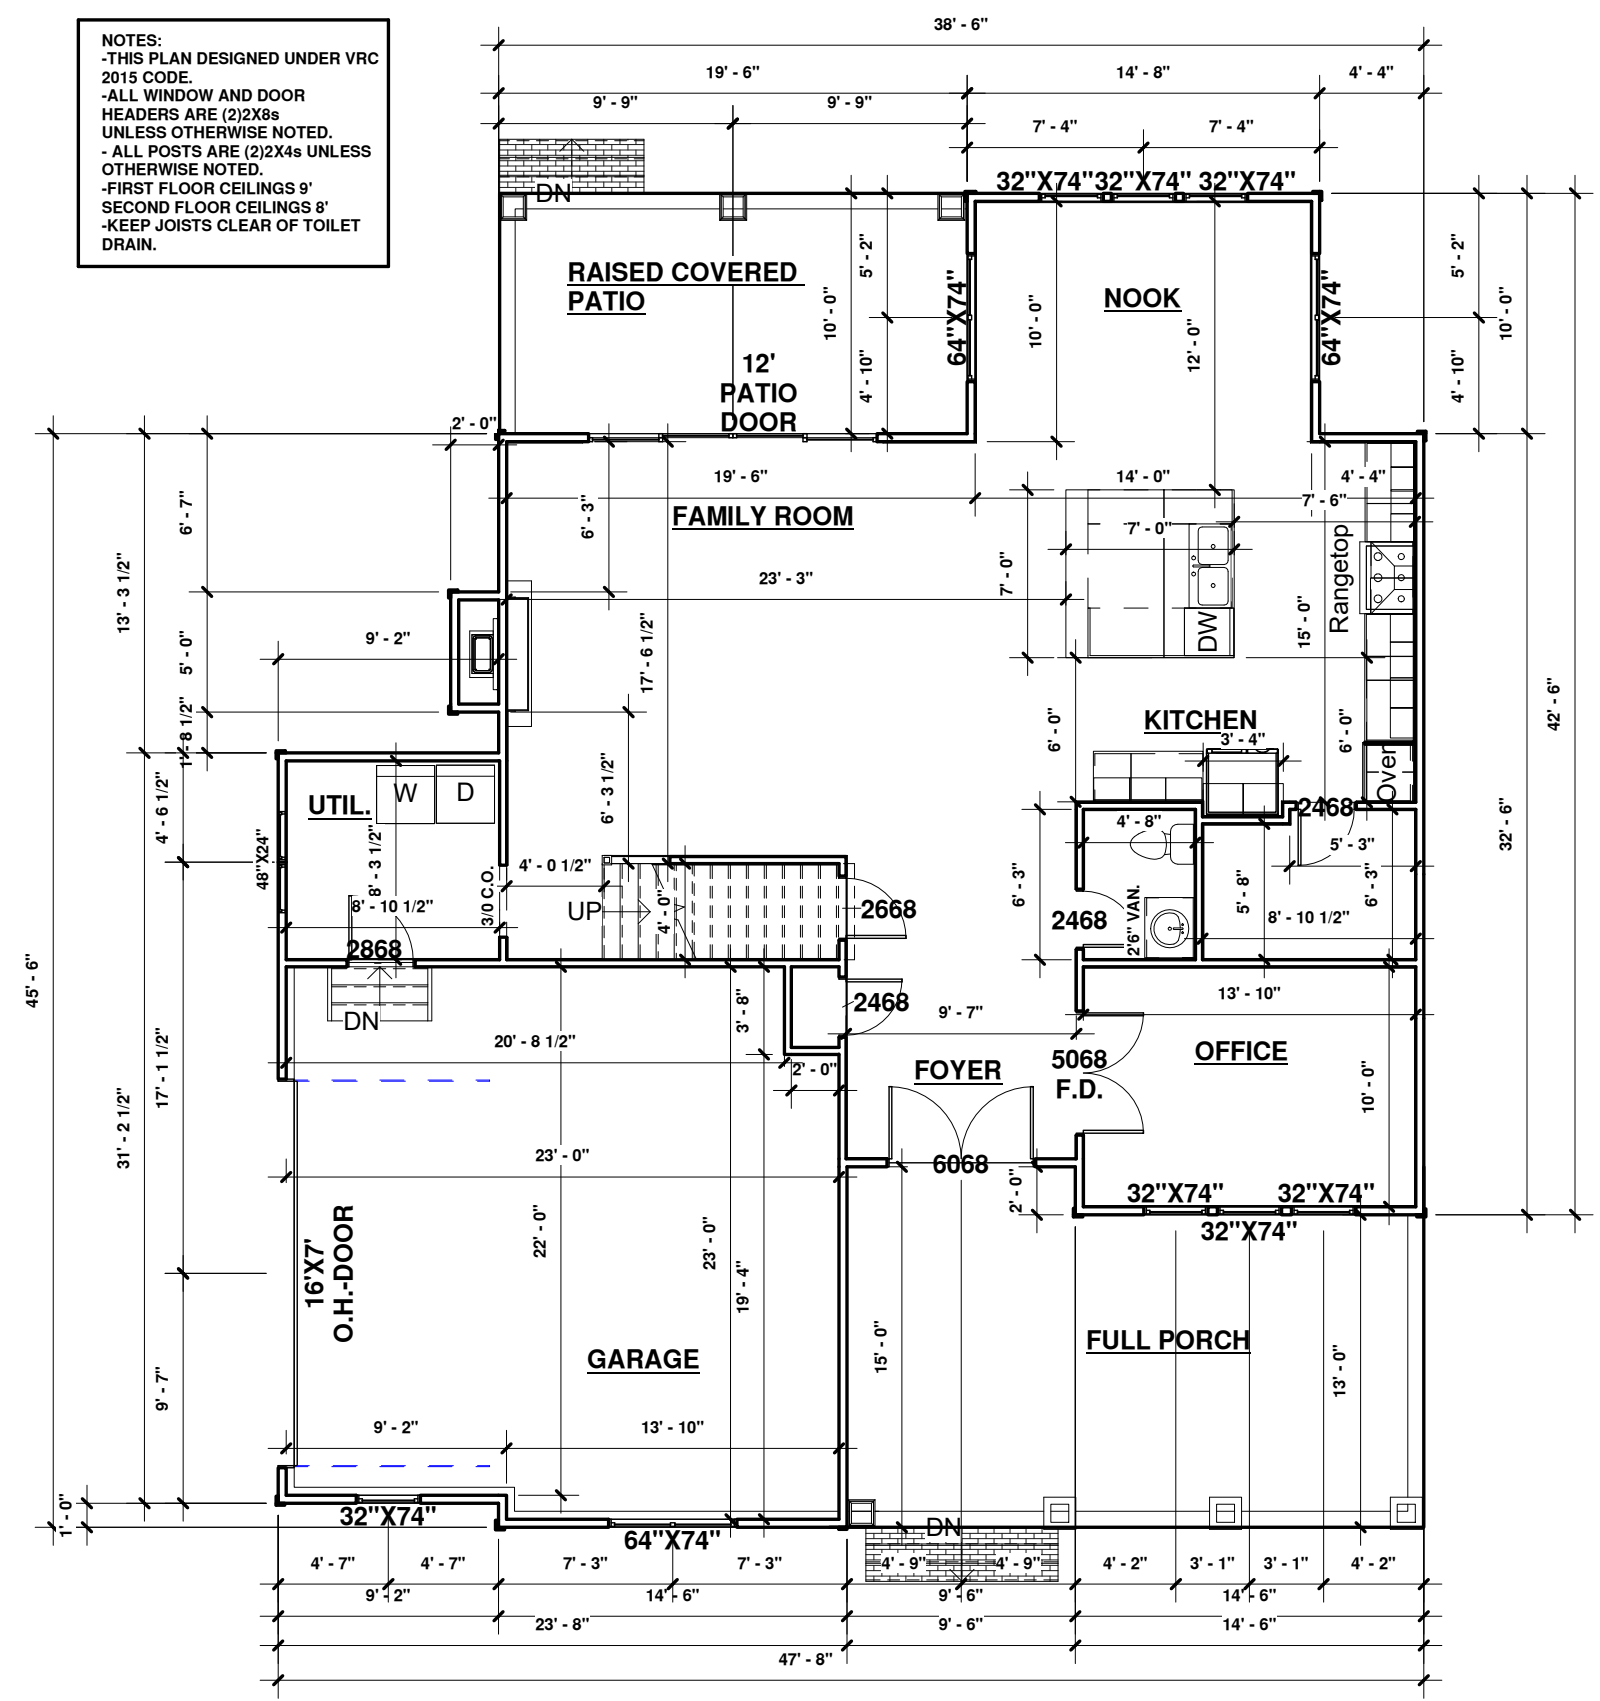 NOTES:
-THIS PLAN DESIGNED UNDER VRC
2015 CODE.
-ALL WINDOW AND DOOR
HEADERS ARE (2)2X8s
UNLESS OTHERWISE NOTED.
- ALL POSTS ARE (2)2X4s UNLESS
OTHERWISE NOTED.
-FIRST FLOOR CEILINGS 9'
SECOND FLOOR CEILINGS 8'
-KEEP JOISTS CLEAR OF TOILET
DRAIN.
38' - 6"
19' - 6"
14' - 8"
4' - 4"
9' - 9"
9' - 9"
7' - 4"
7' - 4"
DN
32"X74"
32"X74"
32"X74"
RAISED COVERED
PATIO
10' - 0"
5' - 2"
4' - 10"
64"X74"
NOOK
10' - 0"
12' - 0"
64"X74"
5' - 2"
4' - 10"
10' - 0"
12'
PATIO
DOOR
2' - 0"
19' - 6"
14' - 0"
4' - 4"
7' - 6"
6' - 3"
FAMILY ROOM
7' - 0"
23' - 3"
7' - 0"
DW
Rangetop
15' - 0"
6' - 7"
13' - 3 1/2"
5' - 0"
1' - 8 1/2"
9' - 2"
17' - 6 1/2"
42' - 6"
32' - 6"
KITCHEN
3' - 4"
6' - 0"
6' - 0"
Oven
UTIL.
W
D
6' - 3 1/2"
4' - 6 1/2"
48"X24"
8' - 3 1/2"
8' - 10 1/2"
3/0 C.O.
4' - 0 1/2"
UP
4' - 0"
2668
2868
DN
2468
4' - 8"
5' - 3"
6' - 3"
2468
2'6" VAN.
5' - 8"
8' - 10 1/2"
6' - 3"
45' - 6"
31' - 2 1/2"
17' - 1 1/2"
9' - 7"
1' - 0"
20' - 8 1/2"
3' - 8"
2468
2' - 0"
9' - 7"
13' - 10"
5068
F.D.
OFFICE
10' - 0"
FOYER
6068
2' - 0"
32"X74"
32"X74"
32"X74"
23' - 0"
22' - 0"
23' - 0"
19' - 4"
16'X7'
O.H.-DOOR
GARAGE
15' - 0"
FULL PORCH
13' - 0"
9' - 2"
13' - 10"
32"X74"
64"X74"
DN
4' - 7"
4' - 7"
7' - 3"
7' - 3"
4' - 9"
4' - 9"
4' - 2"
3' - 1"
3' - 1"
4' - 2"
9' - 2"
14' - 6"
9' - 6"
14' - 6"
23' - 8"
9' - 6"
14' - 6"
47' - 8"